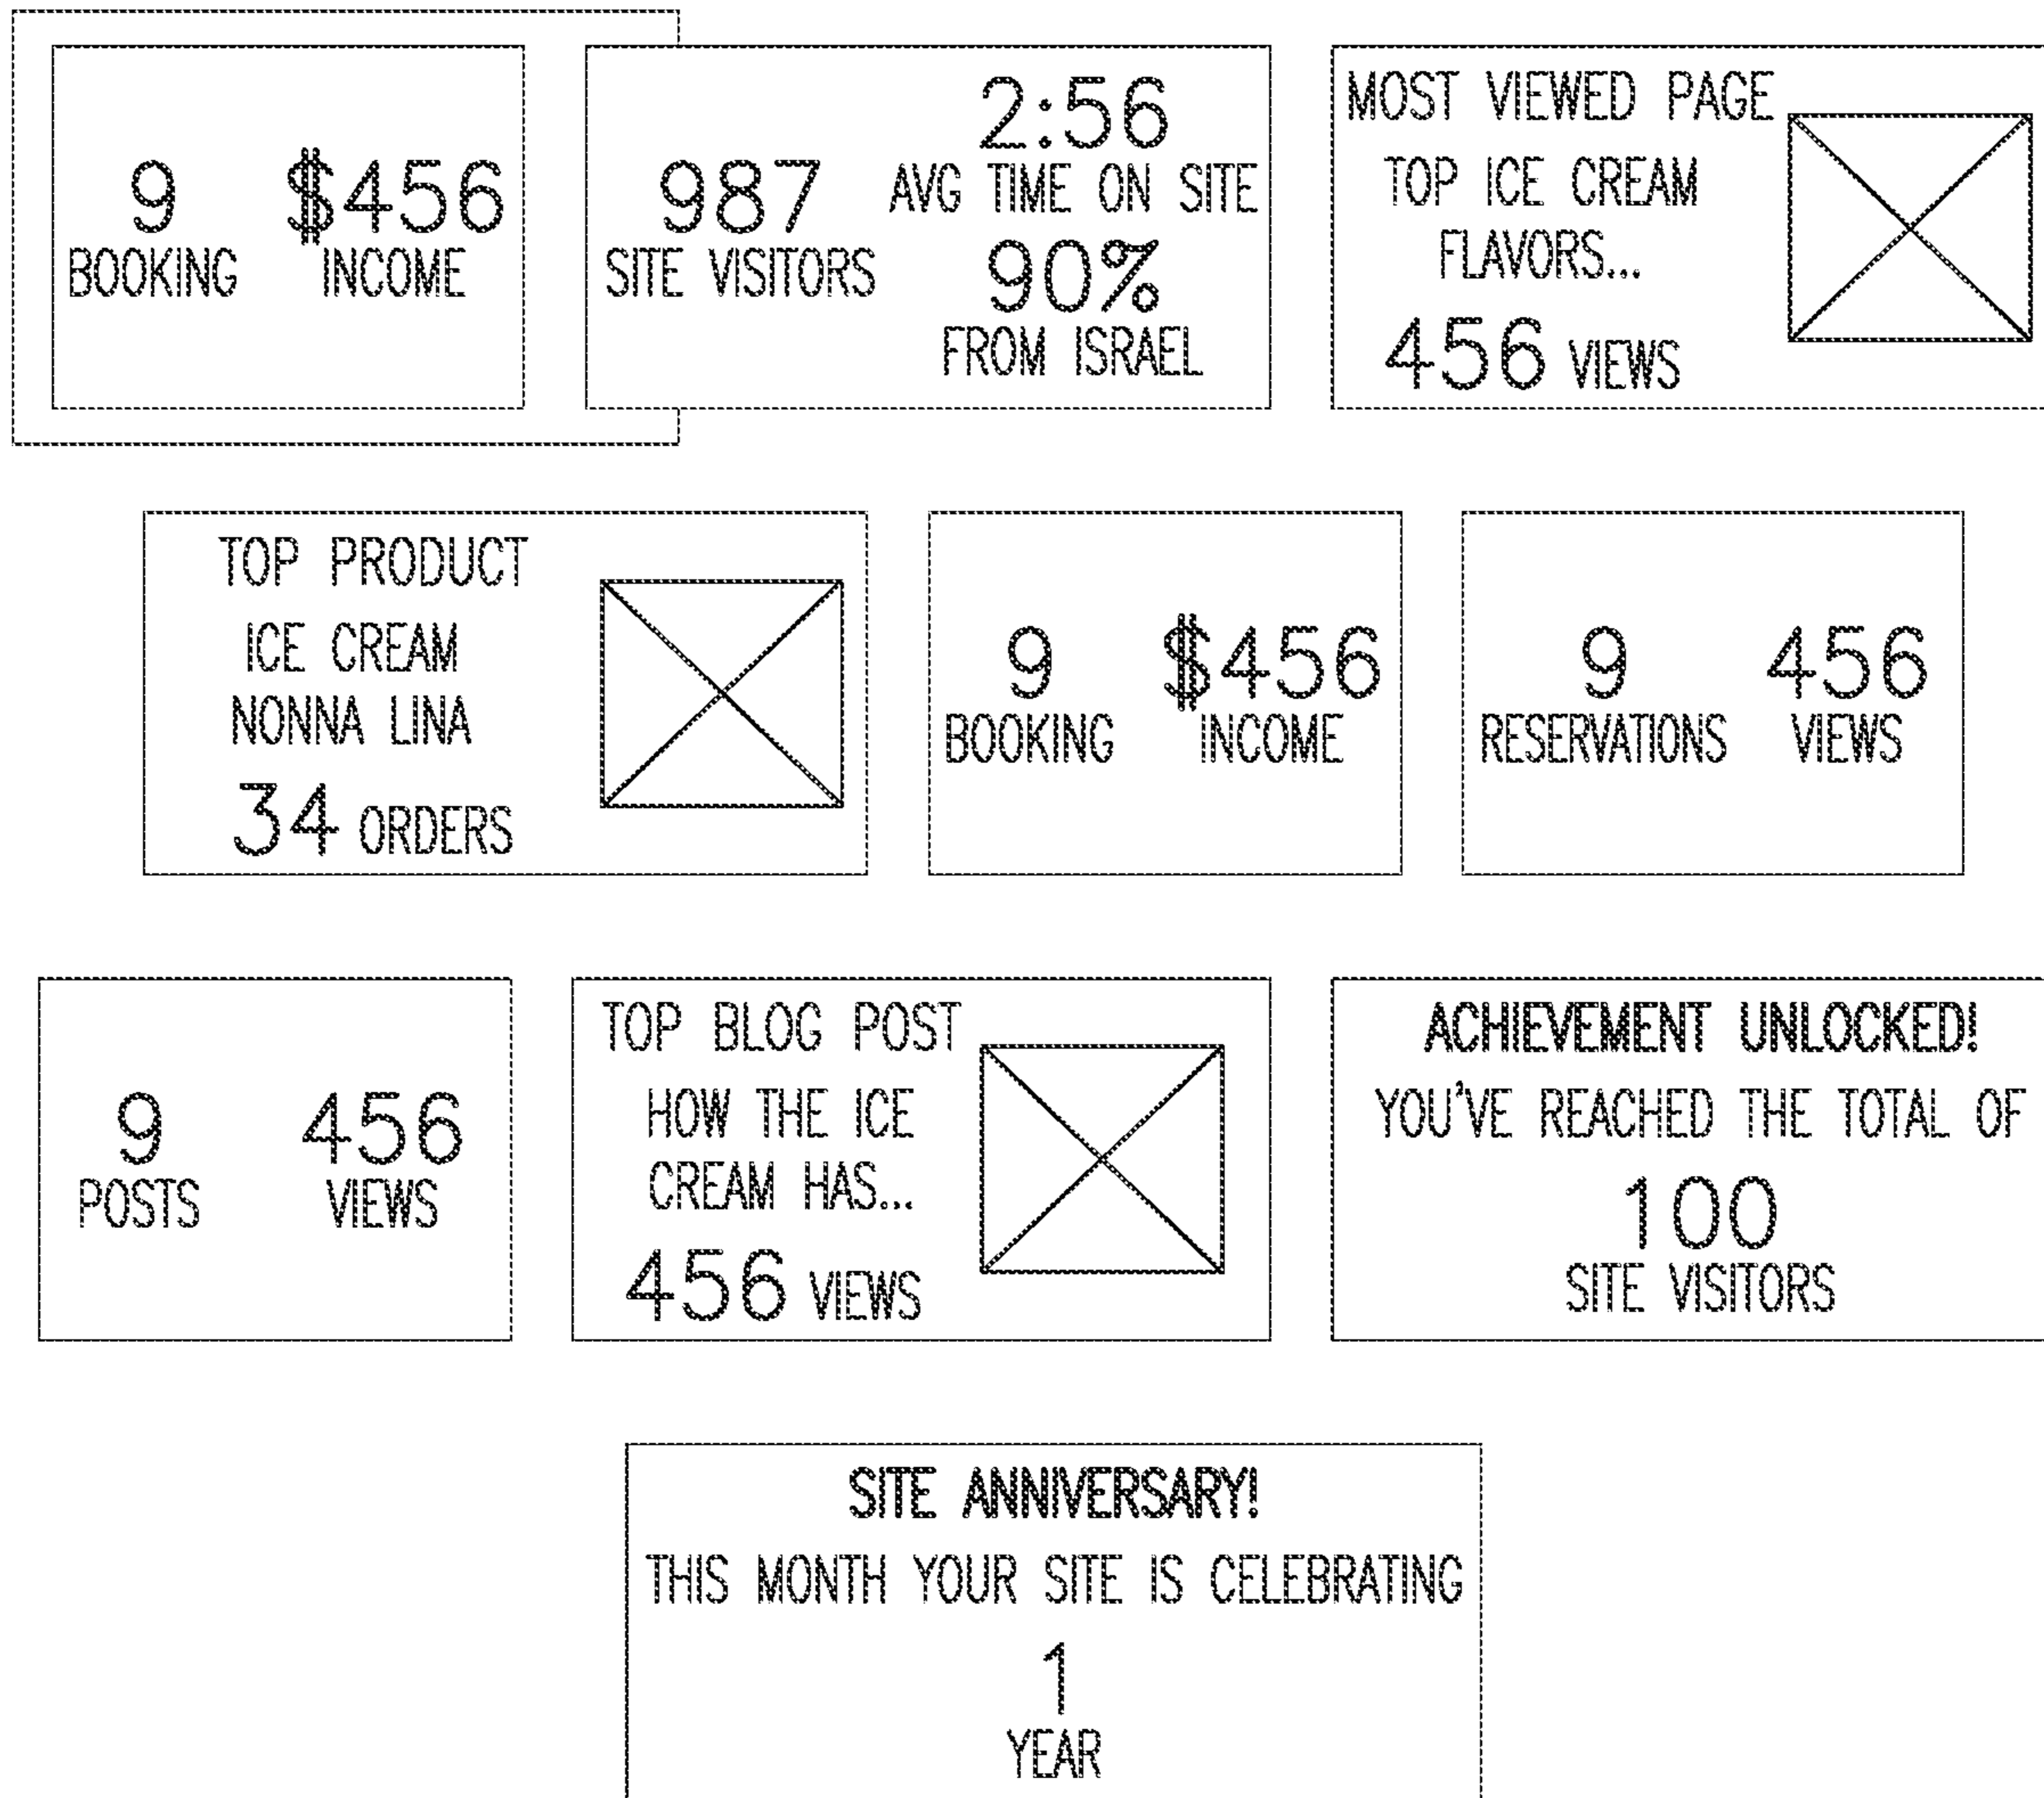 9 $456
BOOKING INCOME
987
SITE VISITORS
2:56
AVG TIME ON SITE
90%
FROM ISRAEL
MOST VIEWED PAGE
TOP ICE CREAM
FLAVORS...
456 VIEWS
TOP PRODUCT
ICE CREAM
NONNA LINA
34 ORDERS
9 $456
BOOKING INCOME
9 456
RESERVATIONS VIEWS
9 456
POSTS VIEWS
TOP BLOG POST
HOW THE ICE
CREAM HAS...
456 VIEWS
ACHIEVEMENT UNLOCKED!
YOU'VE REACHED THE TOTAL OF
100
SITE VISITORS
SITE ANNIVERSARY!
THIS MONTH YOUR SITE IS CELEBRATING
1
YEAR